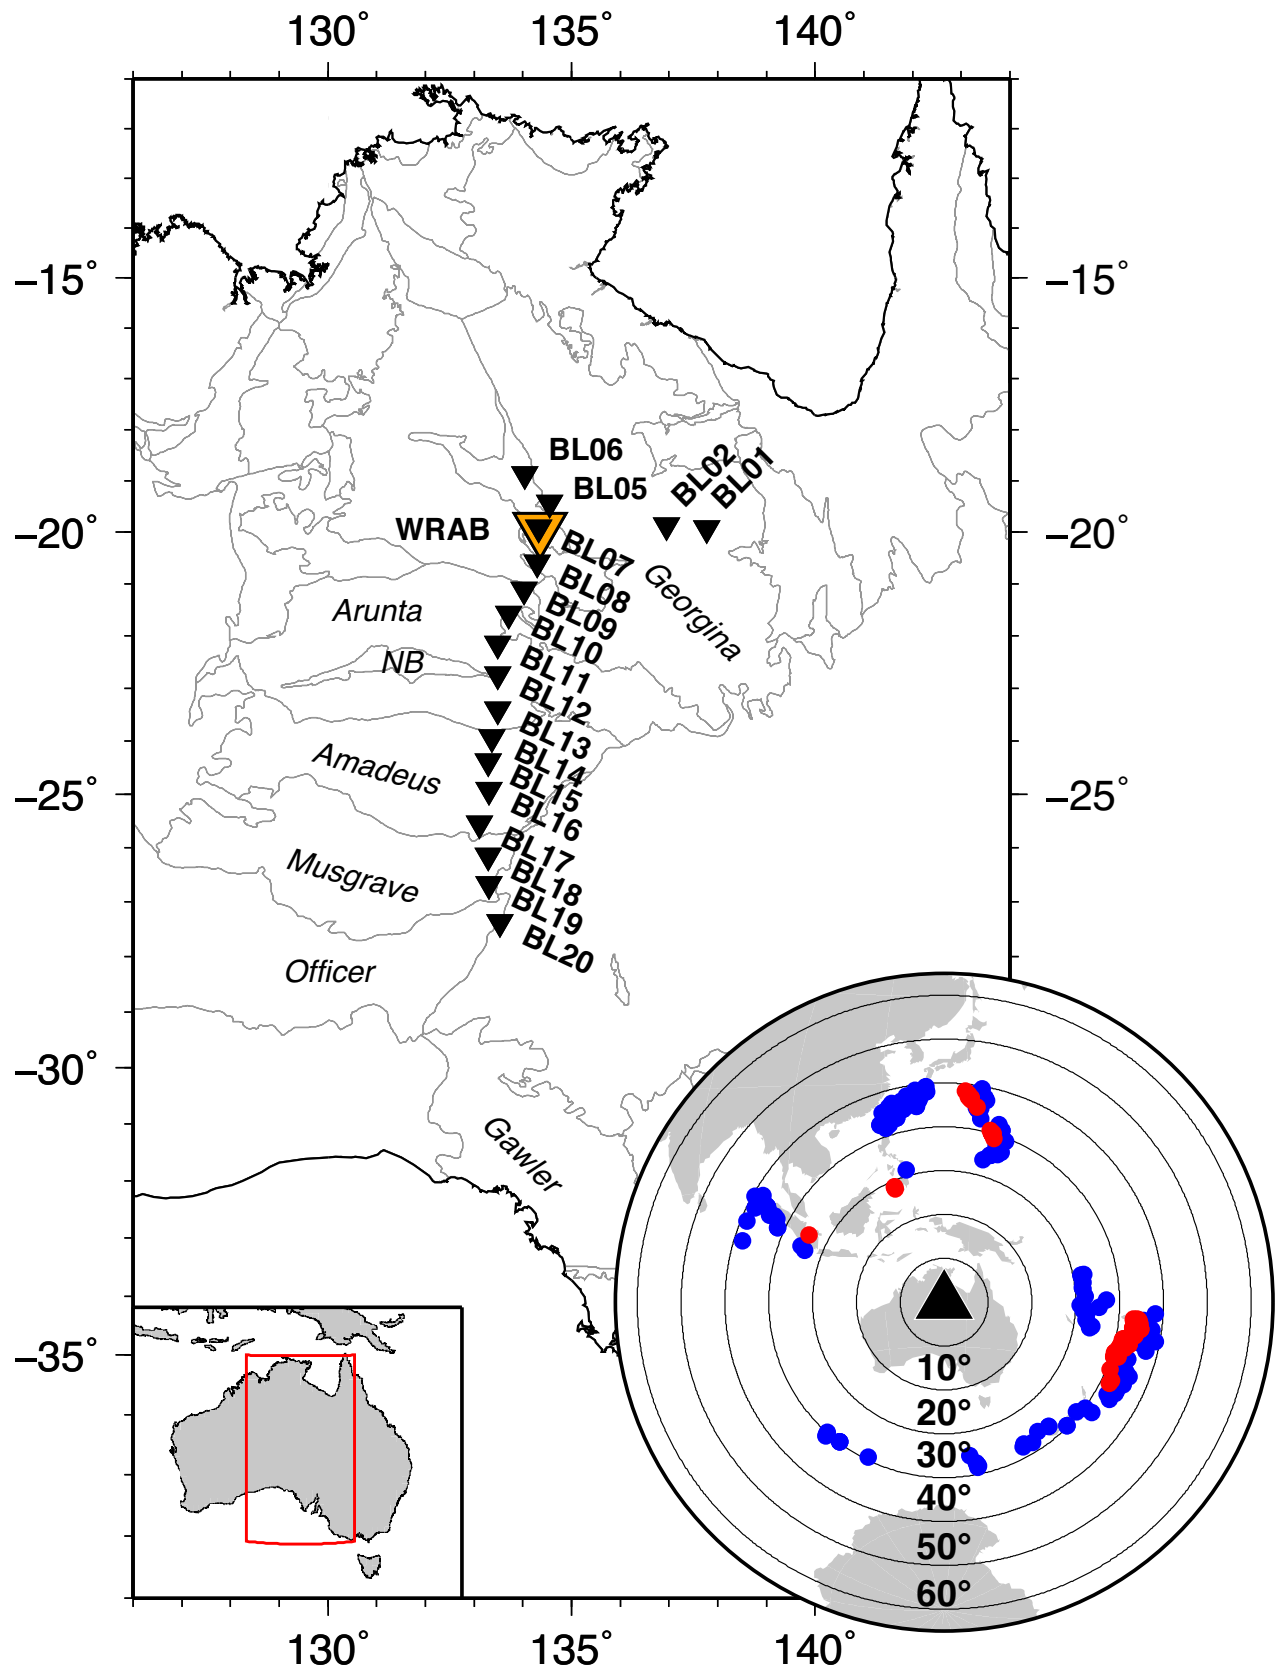 130°
135°
140°
−15°
−15°
BL06
BL05
BL02
BL01
WRAB
−20°
−20°
BL07
BL08
Georgina
Arunta
BL09
BL10
NB
BL11
BL12
BL13
Amadeus
BL14
−25°
−25°
BL15
BL16
BL17
Musgrave
BL18
BL19
BL20
Officer
−30°
Gawler
−35°
10°
20°
30°
40°
50°
60°
130°
135°
140°